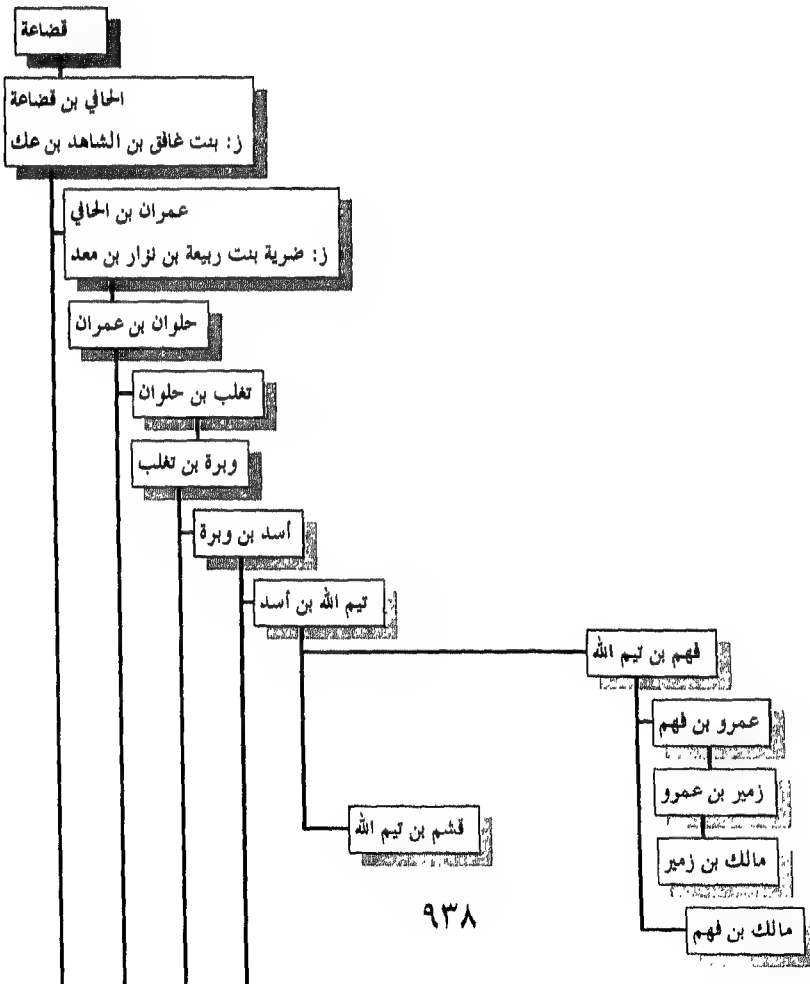 قضاعة
الحافي بن قضاعة
ز: بنت غافق بن الشاهد بن عك
عمران بن الحافي
ز: ضرية بنت ربيعة بن نزار بن معد
حلوان بن عمران
تغلب بن حلوان
وبرة بن تغلب
أسد بن وبرة
تيم الله بن أسد
فهم بن تيم الله
عمرو بن فهم
زمير بن عمرو
مالك بن زمير
قشم بن تيم الله
مالك بن فهم
٩٣٨